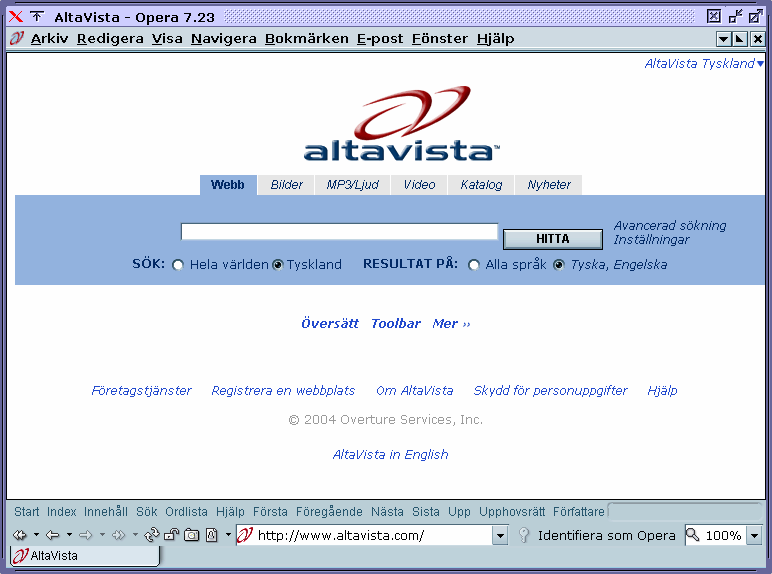 AltaVista - Opera 7.23
Arkiv Redigera Visa Navigera Bokmärken E-post Fönster Hjälp
AltaVista Tyskland
altavista™
Webb Bilder MP3/Ljud Video Katalog Nyheter
Avancerad sökning
HITTA
Inställningar
SÖK: Hela världen Tyskland RESULTAT PÅ: Alla språk Tyska, Engelska
Översätt Toolbar Mer ››
Företagstjänster Registrera en webbplats Om AltaVista Skydd för personuppgifter Hjälp
© 2004 Overture Services, Inc.
AltaVista in English
Start Index Innehåll Sök Ordlista Hjälp Första Föregående Nästa Sista Upp Upphovsrätt Författare
http://www.altavista.com/ Identifiera som Opera 100%
AltaVista